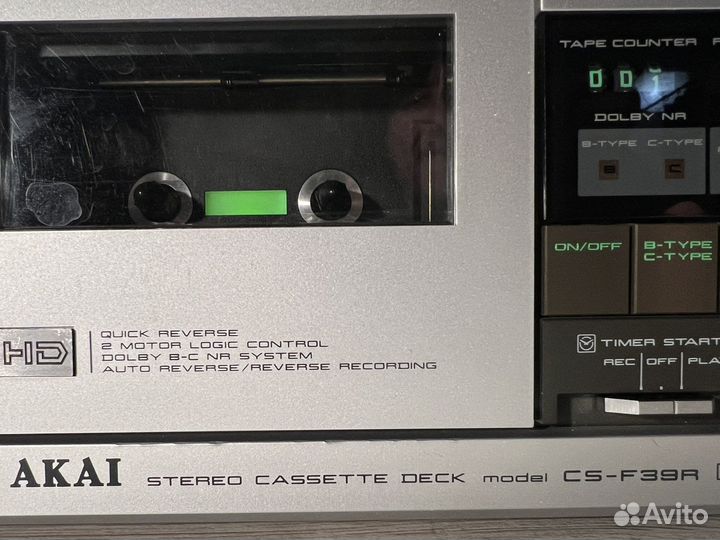 TAPE COUNTER
001
DOLBY NR
B-TYPE C-TYPE
B C
ON/OFF
B-TYPE
C-TYPE
TIMER START
REC OFF
HD
QUICK REVERSE
2 MOTOR LOGIC CONTROL
DOLBY B-C NR SYSTEM
AUTO REVERSE/REVERSE RECORDING
AKAI STEREO CASSETTE DECK model CS-F39R
Avito